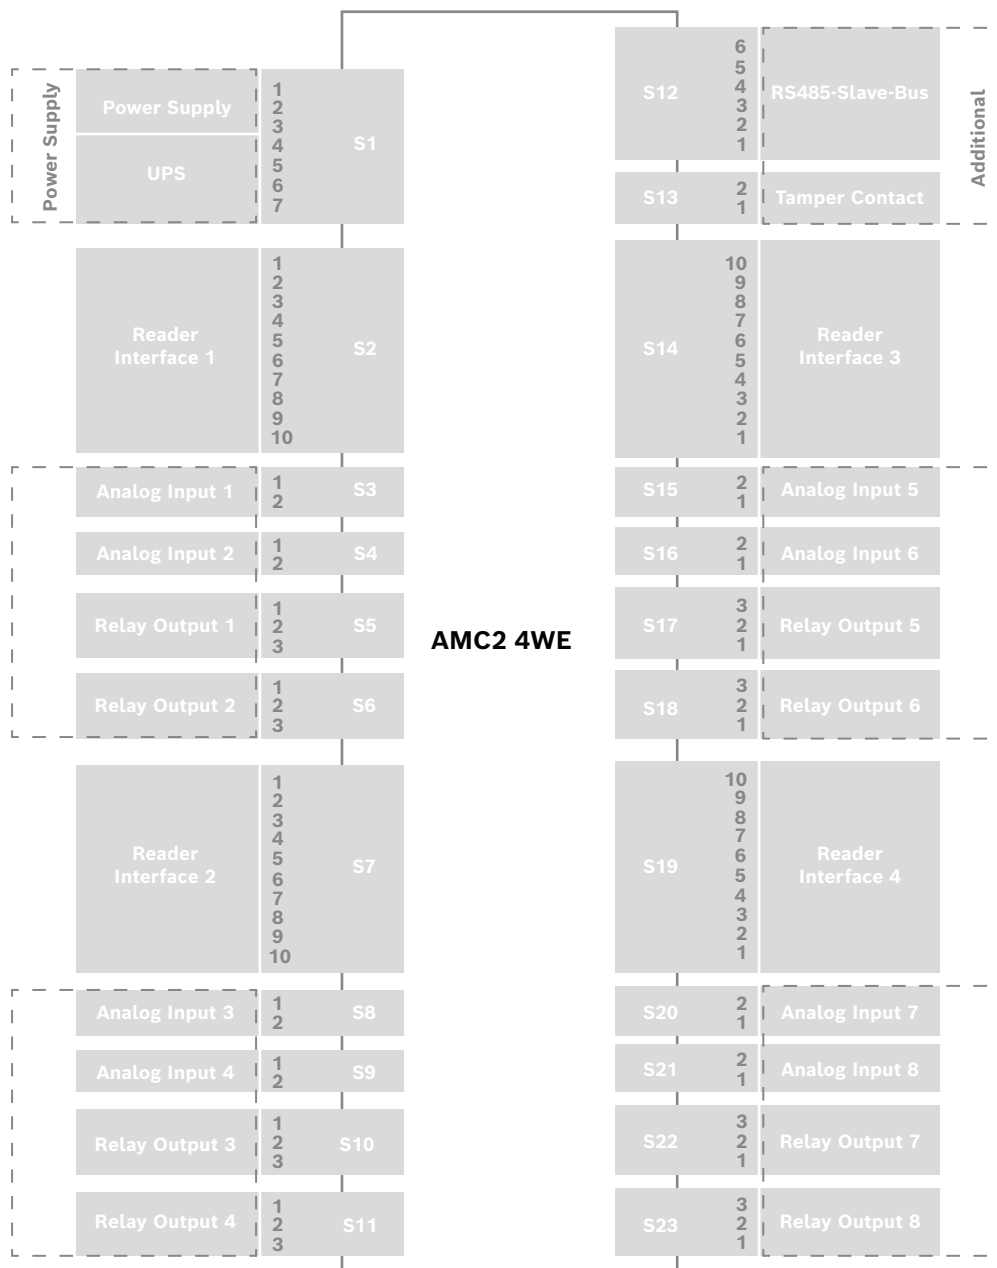 Power Supply
Power Supply
UPS
1
2
3
4
5
6
7
S1
Reader
Interface 1
1
2
3
4
5
6
7
8
9
10
S2
Analog Input 1
1
2
S3
Analog Input 2
1
2
S4
Relay Output 1
1
2
3
S5
Relay Output 2
1
2
3
S6
Reader
Interface 2
1
2
3
4
5
6
7
8
9
10
S7
Analog Input 3
1
2
S8
Analog Input 4
1
2
S9
Relay Output 3
1
2
3
S10
Relay Output 4
1
2
3
S11
AMC2 4WE
S12
6
5
4
3
2
1
RS485-Slave-Bus
Additional
S13
2
1
Tamper Contact
S14
10
9
8
7
6
5
4
3
2
1
Reader
Interface 3
S15
2
1
Analog Input 5
S16
2
1
Analog Input 6
S17
3
2
1
Relay Output 5
S18
3
2
1
Relay Output 6
S19
10
9
8
7
6
5
4
3
2
1
Reader
Interface 4
S20
2
1
Analog Input 7
S21
2
1
Analog Input 8
S22
3
2
1
Relay Output 7
S23
3
2
1
Relay Output 8